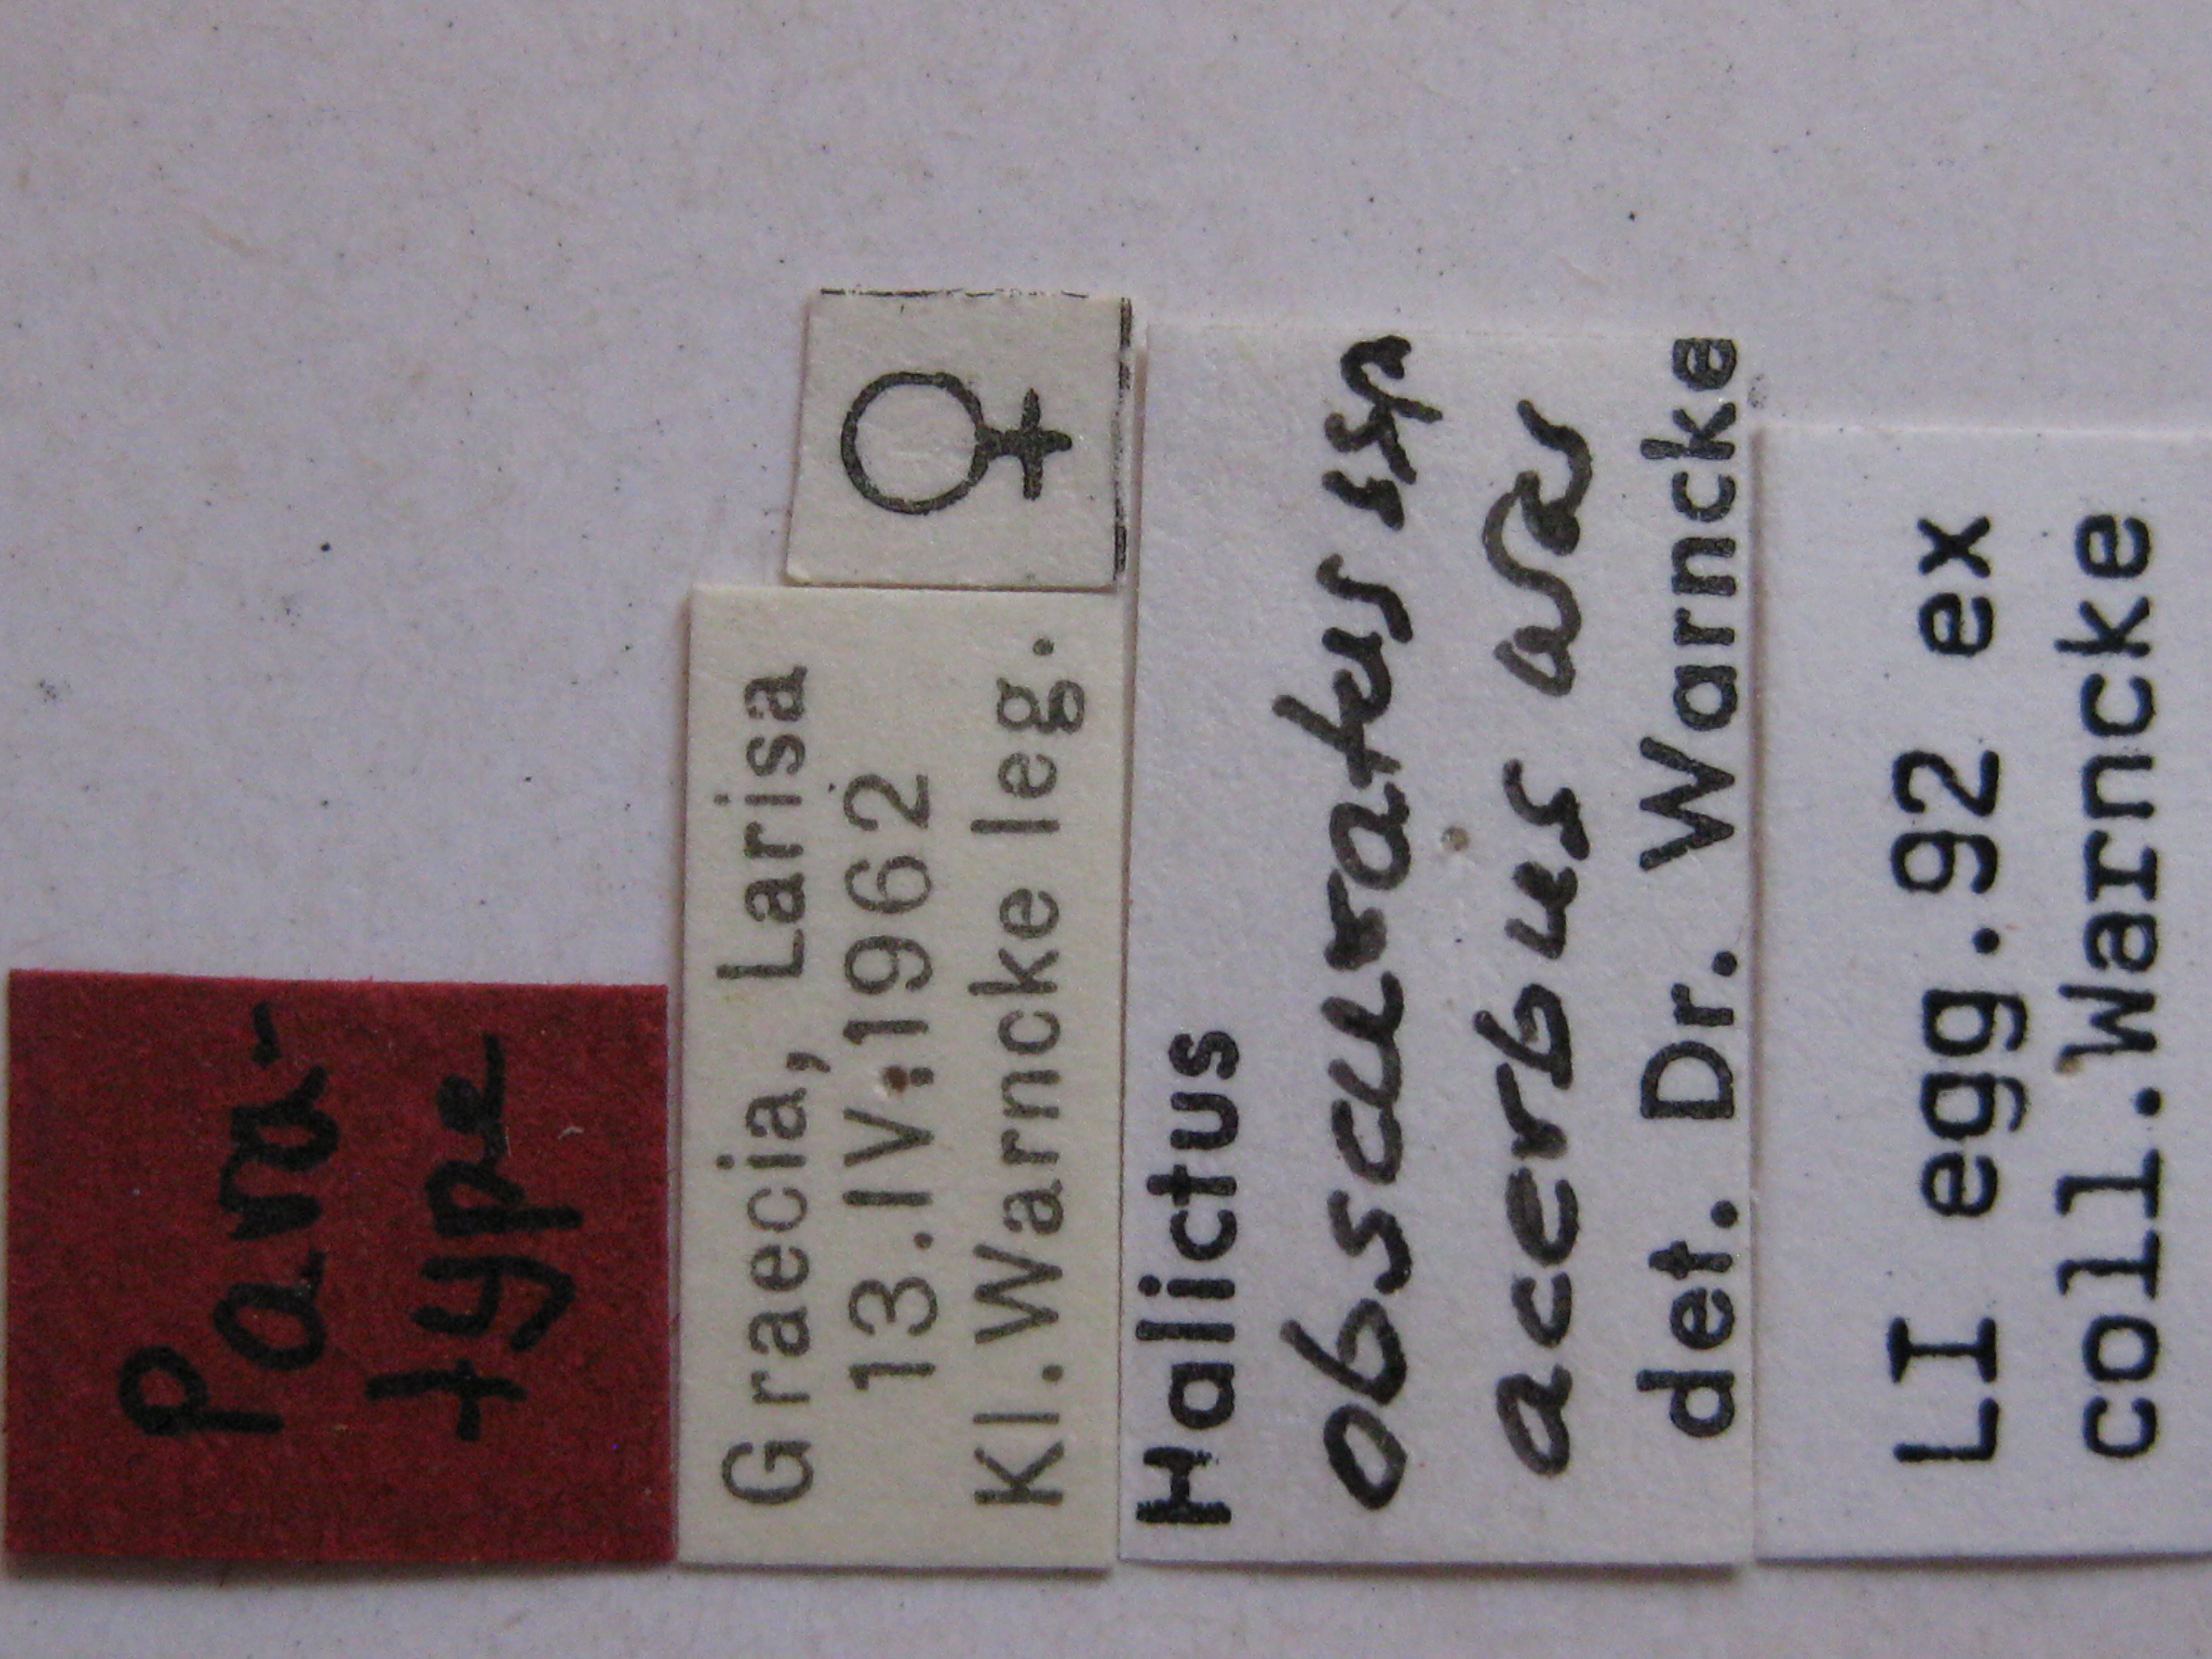 Para-
type
Graecia, Larisa
13.IV.1962
Kl.Warncke leg.
♀
Halictus
obscuratus ssp
acerbus War
det. Dr. Warncke
LI egg.92 ex
coll.Warncke